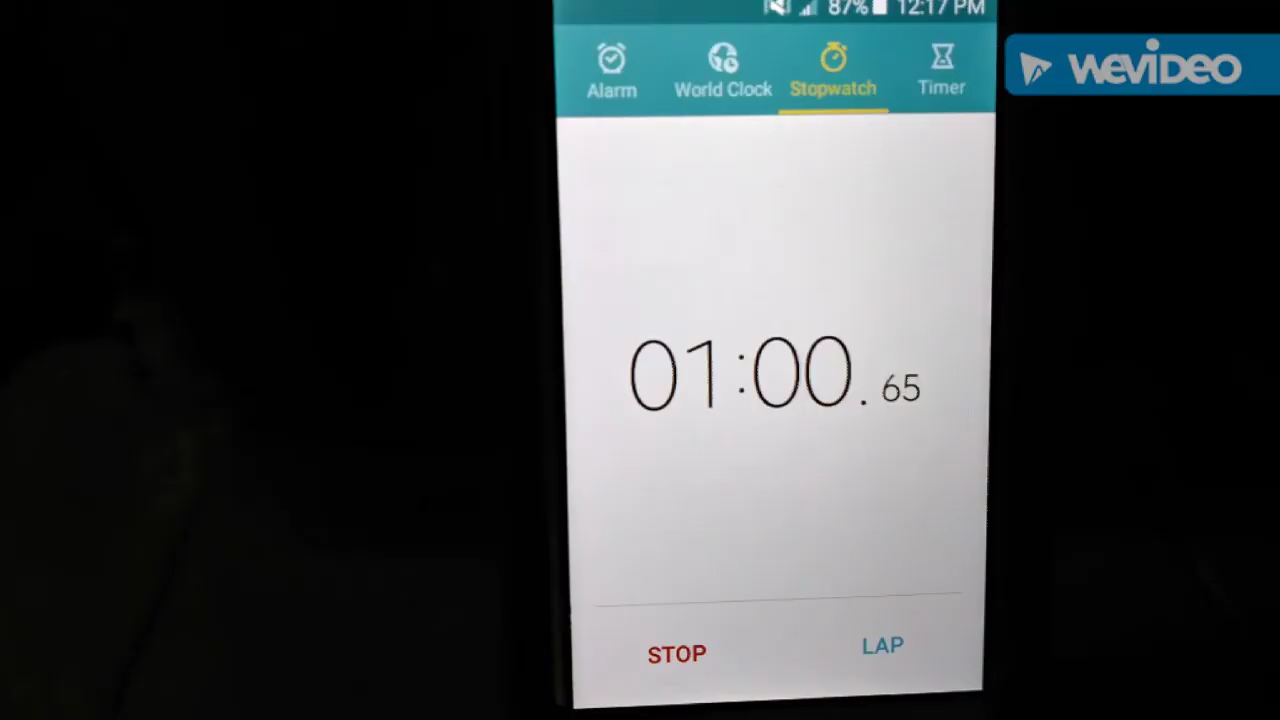 87% 12:17 PM
Alarm World Clock Stopwatch Timer
WEVIDEO
01:00.65
STOP LAP